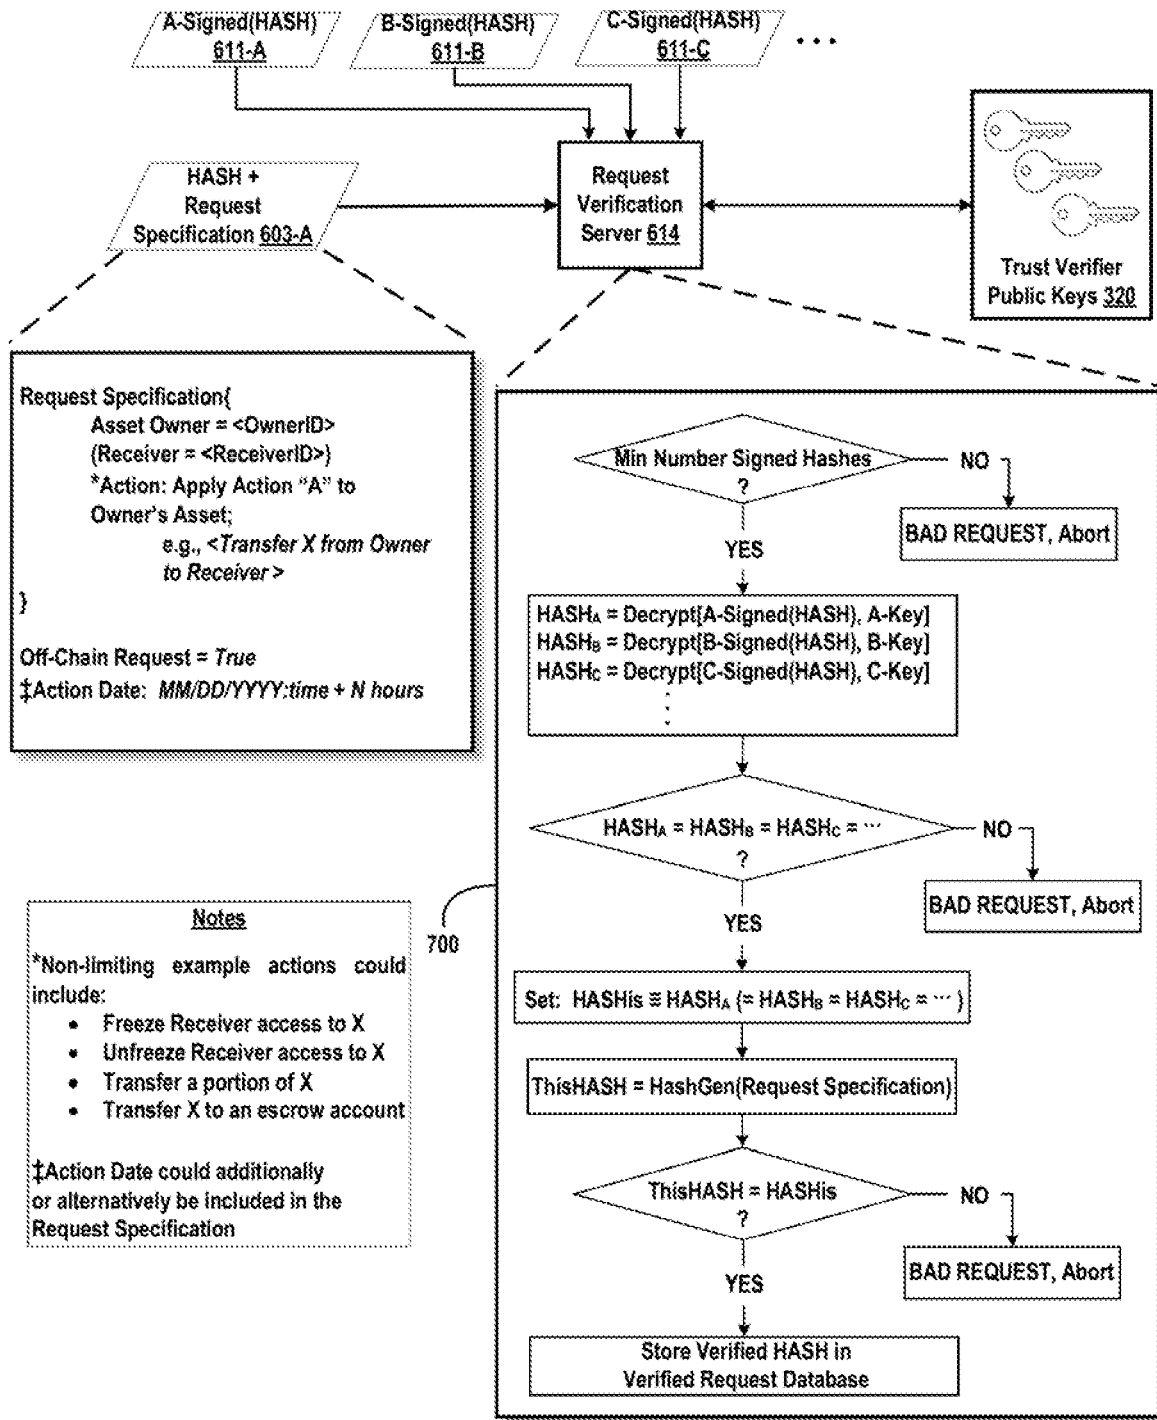 A-Signed(HASH)
611-A
B-Signed(HASH)
611-B
C-Signed(HASH)
611-C
• • •
HASH +
Request
Specification 603-A
Request
Verification
Server 614
Trust Verifier
Public Keys 320
Request Specification{
Asset Owner = <OwnerID>
(Receiver = <ReceiverID>)
*Action: Apply Action “A” to
Owner's Asset;
e.g., <Transfer X from Owner
to Receiver >
}
Off-Chain Request = True
‡Action Date: MM/DD/YYYY:time + N hours
Min Number Signed Hashes
?
NO
BAD REQUEST, Abort
YES
HASHA = Decrypt[A-Signed(HASH), A-Key]
HASHB = Decrypt[B-Signed(HASH), B-Key]
HASHC = Decrypt[C-Signed(HASH), C-Key]
⋮
HASHA = HASHB = HASHC = ⋯
?
NO
BAD REQUEST, Abort
YES
Set: HASHis ≡ HASHA (= HASHB = HASHC = ⋯ )
ThisHASH = HashGen(Request Specification)
ThisHASH = HASHis
?
NO
BAD REQUEST, Abort
YES
Store Verified HASH in
Verified Request Database
700
Notes
*Non-limiting example actions could
include:
• Freeze Receiver access to X
• Unfreeze Receiver access to X
• Transfer a portion of X
• Transfer X to an escrow account
‡Action Date could additionally
or alternatively be included in the
Request Specification